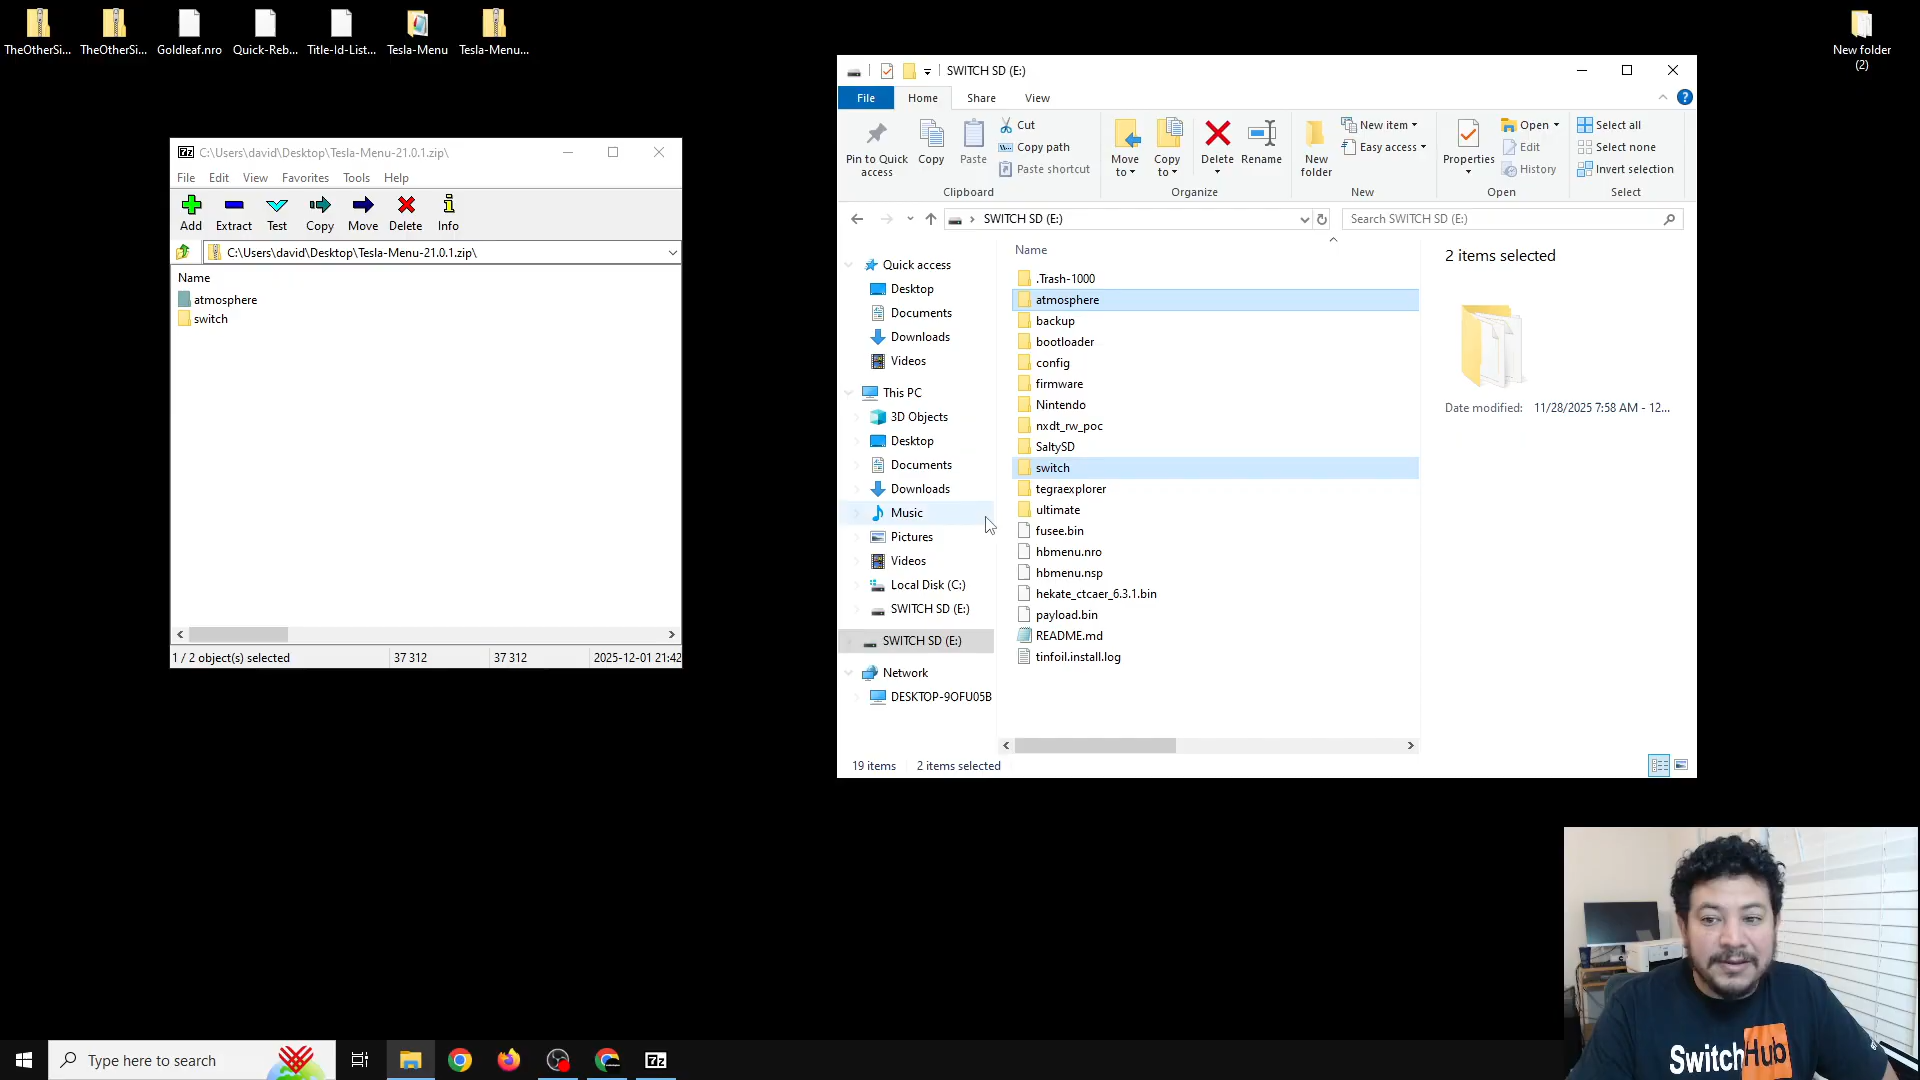 TheOtherSi...
TheOtherSi...
Goldleaf.nro
Quick-Reb...
Title-Id-List...
Tesla-Menu
Tesla-Menu...
New folder
(2)
C:\Users\david\Desktop\Tesla-Menu-21.0.1.zip\
File Edit View Favorites Tools Help
Add Extract Test Copy Move Delete Info
C:\Users\david\Desktop\Tesla-Menu-21.0.1.zip\
Name
atmosphere
switch
1 / 2 object(s) selected
37 312
37 312
2025-12-01 21:42
SWITCH SD (E:)
File Home Share View
Pin to Quick
access
Copy
Paste
Cut
Copy path
Paste shortcut
Clipboard
Move
to
Copy
to
Delete
Rename
Organize
New
folder
New item
Easy access
New
Properties
Open
Edit
History
Open
Select all
Select none
Invert selection
Select
SWITCH SD (E:)
Search SWITCH SD (E:)
Quick access
Desktop
Documents
Downloads
Videos
This PC
3D Objects
Desktop
Documents
Downloads
Music
Pictures
Videos
Local Disk (C:)
SWITCH SD (E:)
SWITCH SD (E:)
Network
DESKTOP-9OFU05B
Name
.Trash-1000
atmosphere
backup
bootloader
config
firmware
Nintendo
nxdt_rw_poc
SaltySD
switch
tegraexplorer
ultimate
fusee.bin
hbmenu.nro
hbmenu.nsp
hekate_ctcaer_6.3.1.bin
payload.bin
README.md
tinfoil.install.log
2 items selected
Date modified: 11/28/2025 7:58 AM - 12...
19 items 2 items selected
SwitchHub
Type here to search
7z